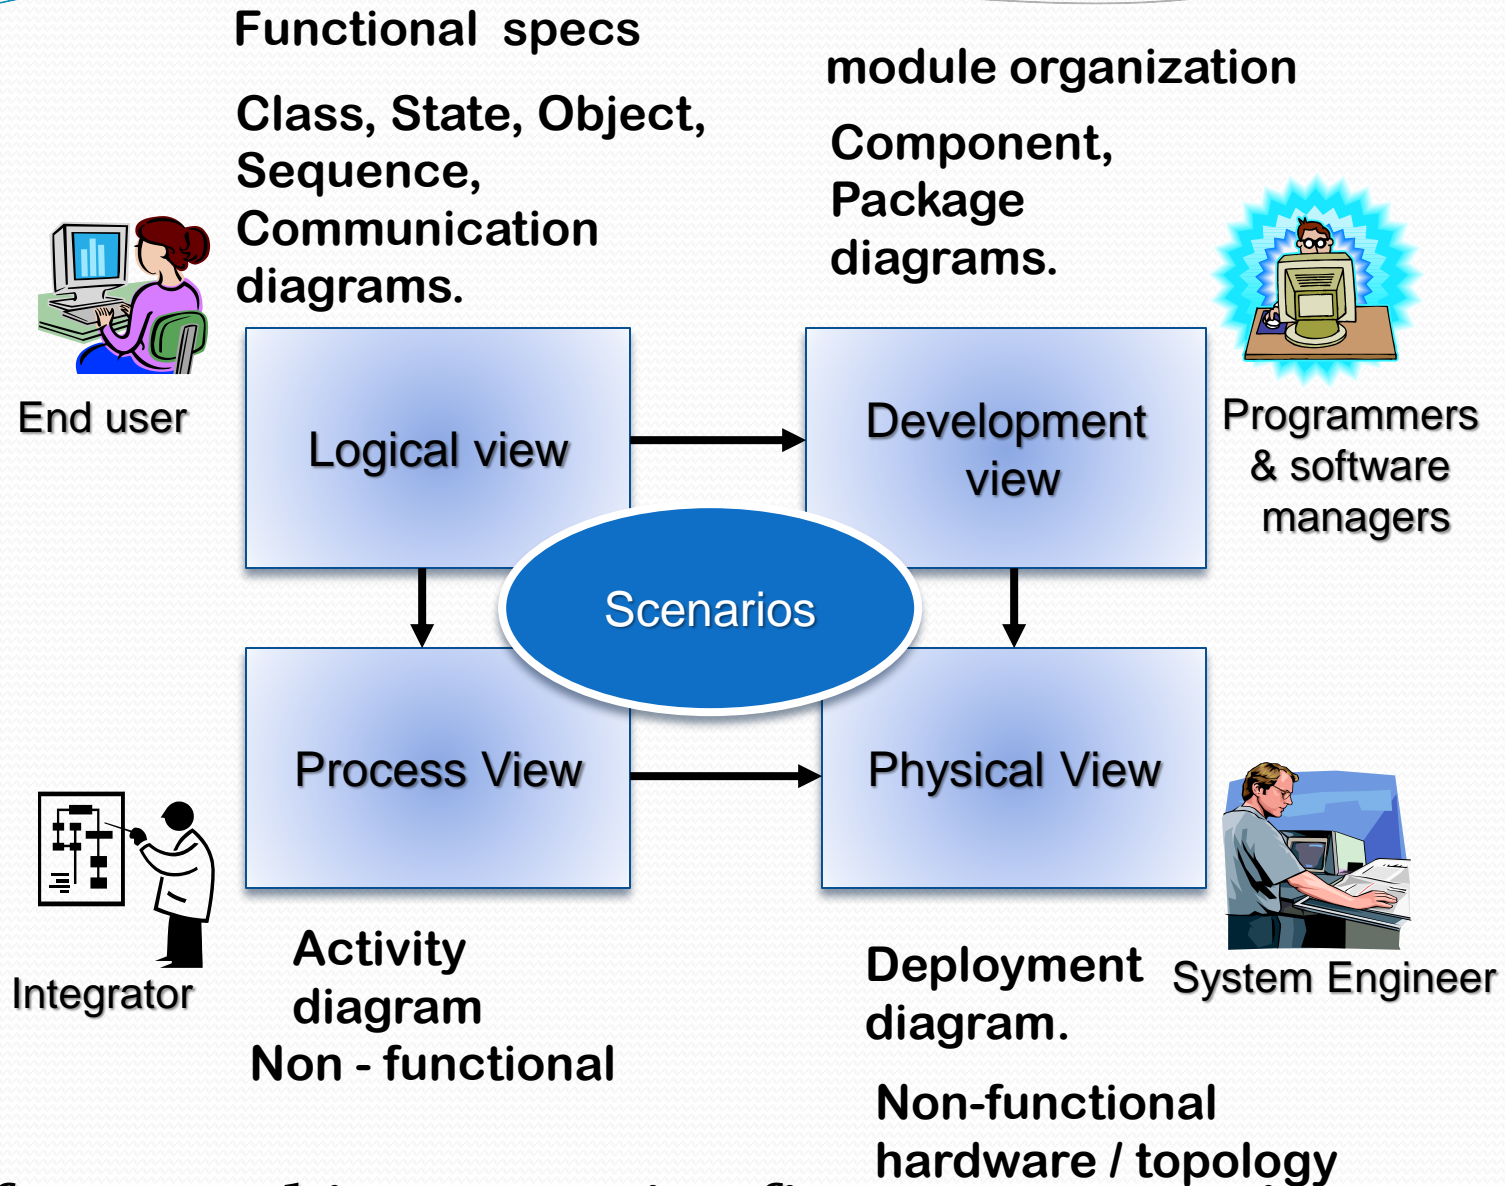 Functional specs
Class, State, Object,
Sequence,
Communication
diagrams.
module organization
Component,
Package
diagrams.
End user
Logical view
Development
view
Programmers
& software
managers
Scenarios
Process View
Physical View
Integrator
Activity
diagram
Non - functional
Deployment
diagram.
System Engineer
Non-functional
hardware / topology